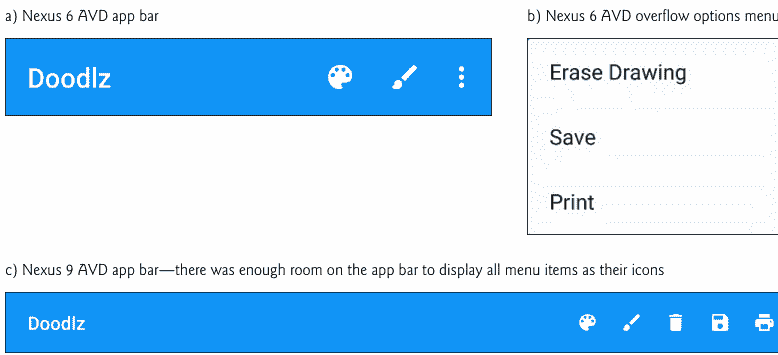 a) Nexus 6 AVD app bar
b) Nexus 6 AVD overflow options menu
Doodlz
Erase Drawing
Save
Print
c) Nexus 9 AVD app bar—there was enough room on the app bar to display all menu items as their icons
Doodlz